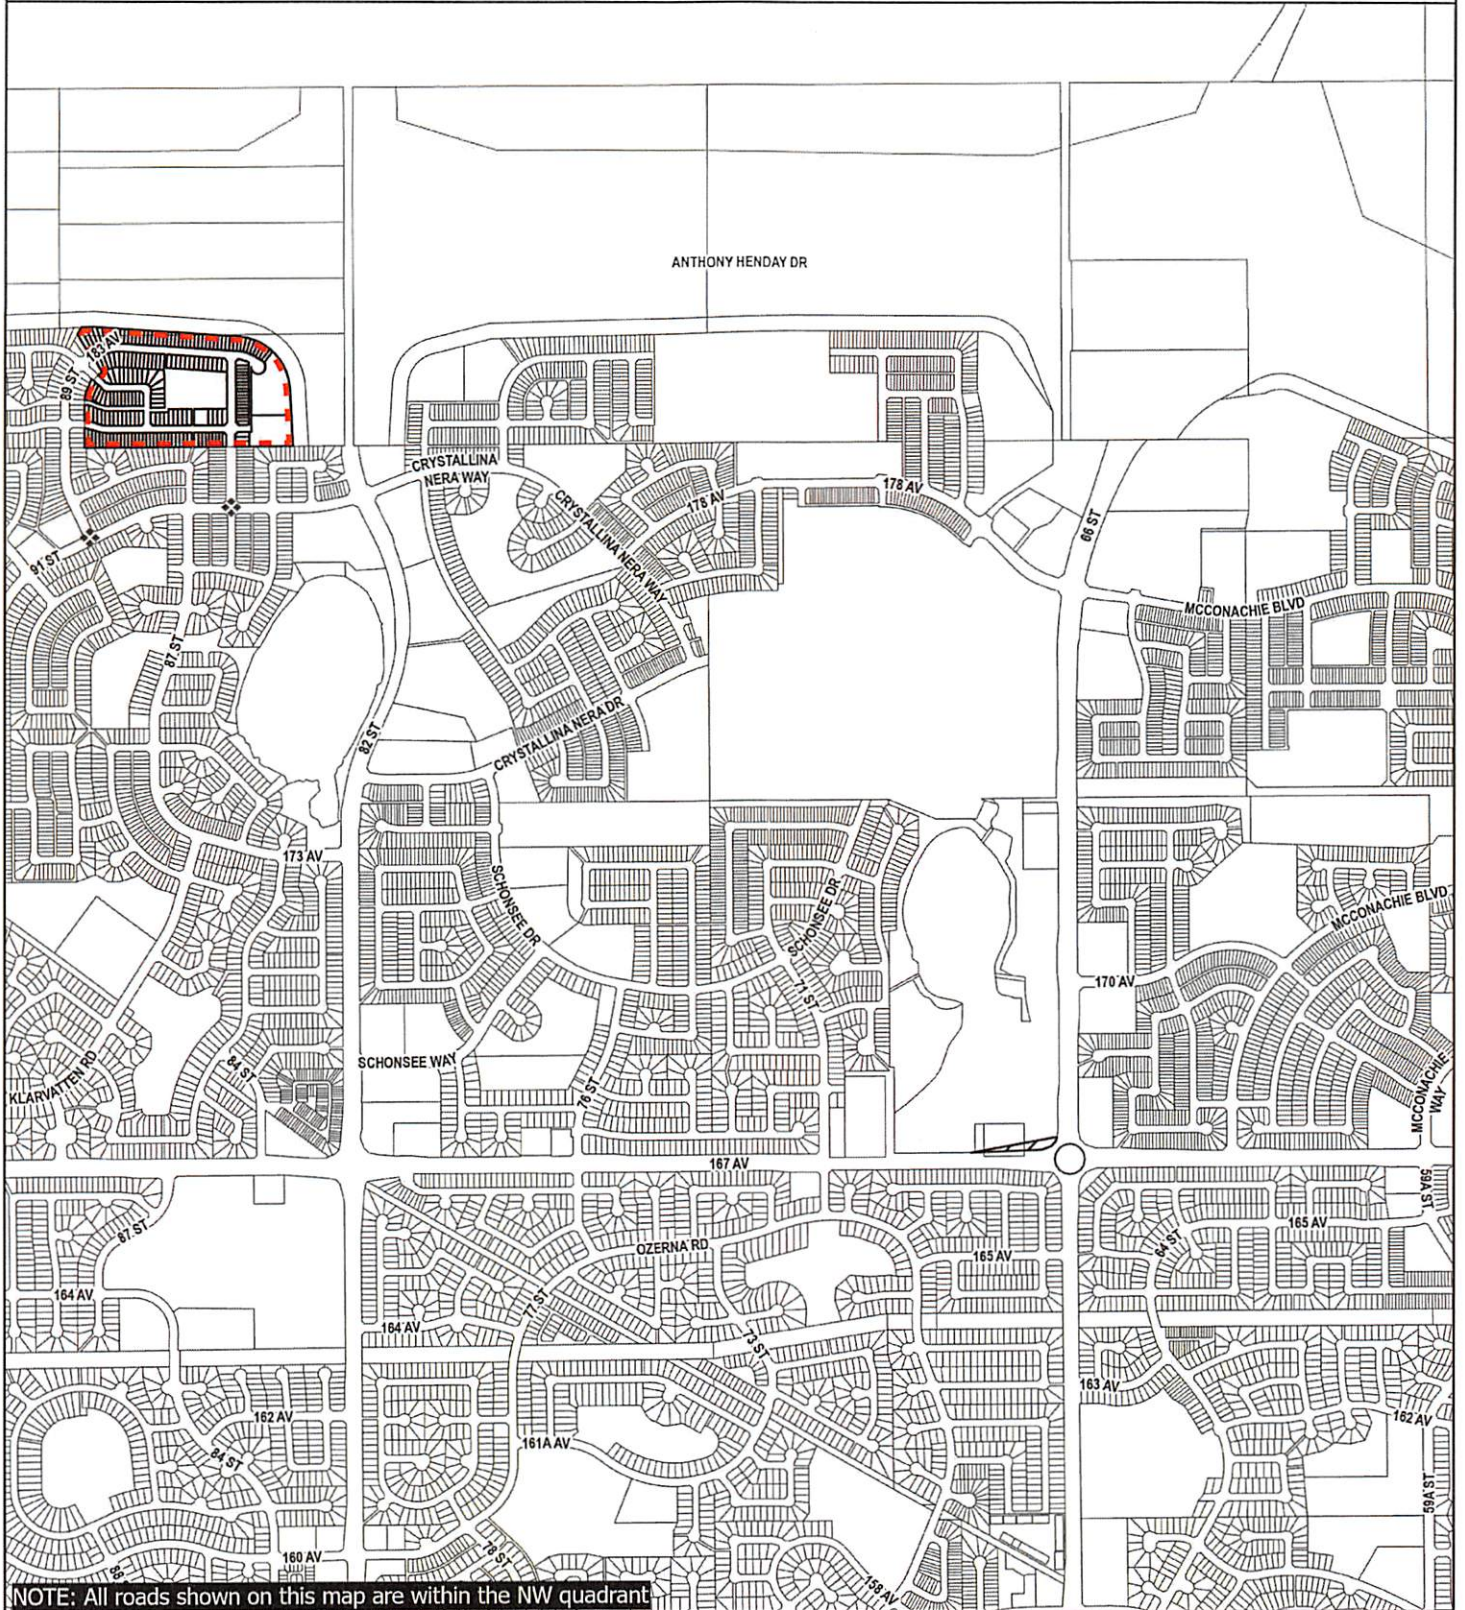 ANTHONY HENDAY DR
183 AV
89 ST
CRYSTALLINA
NERA WAY
178 AV
178 AV
CRYSTALLINA NERA WAY
66 ST
91 ST
MCCONACHIE BLVD
87 ST
82 ST
CRYSTALLINA NERA DR
173 AV
SCHONSEE DR
SCHONSEE DR
MCCONACHIE BLVD
170 AV
71 ST
SCHONSEE WAY
84 ST
KLARVATTEN RD
76 ST
MCCONACHIE
WAY
167 AV
59A ST
87 ST
165 AV
OZERNA RD
64 ST
165 AV
164 AV
77 ST
164 AV
73 ST
163 AV
162 AV
162 AV
161A AV
84 ST
59A ST
160 AV
78 ST
158 AV
NOTE: All roads shown on this map are within the NW quadrant